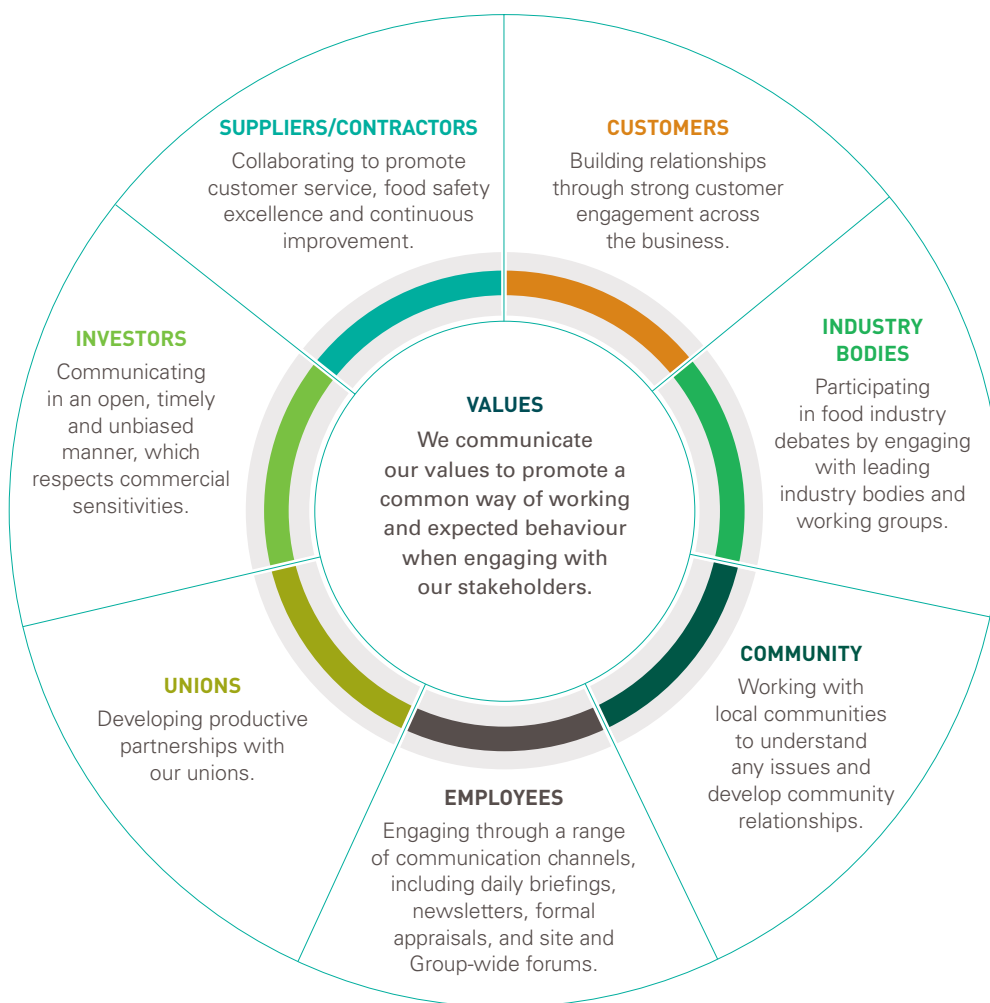 SUPPLIERS/CONTRACTORS
Collaborating to promote
customer service, food safety
excellence and continuous
improvement.
CUSTOMERS
Building relationships
through strong customer
engagement across
the business.
INDUSTRY
BODIES
Participating
in food industry
debates by engaging
with leading
industry bodies and
working groups.
COMMUNITY
Working with
local communities
to understand
any issues and
develop community
relationships.
EMPLOYEES
Engaging through a range
of communication channels,
including daily briefings,
newsletters, formal
appraisals, and site and
Group-wide forums.
UNIONS
Developing productive
partnerships with
our unions.
INVESTORS
Communicating
in an open, timely
and unbiased
manner, which
respects commercial
sensitivities.
VALUES
We communicate
our values to promote a
common way of working
and expected behaviour
when engaging with
our stakeholders.